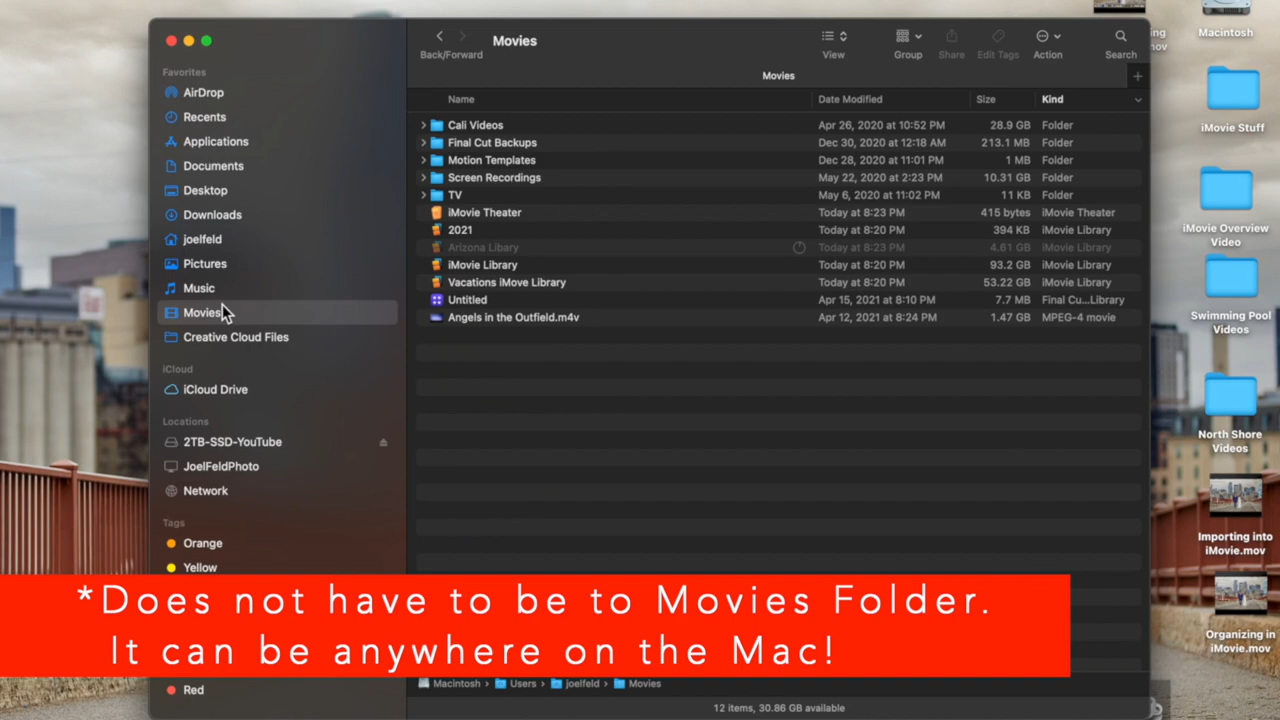 Favorites
AirDrop
Recents
Applications
Documents
Desktop
Downloads
joelfeld
Pictures
Music
Movies
Creative Cloud Files
iCloud
iCloud Drive
Locations
2TB-SSD-YouTube
JoelFeldPhoto
Network
Tags
Orange
Yellow
Red
Back/Forward
Movies
View
Group
Share
Edit Tags
Action
Search
Movies
Name Date Modified Size Kind
Cali Videos Apr 26, 2020 at 10:52 PM 28.9 GB Folder
Final Cut Backups Dec 30, 2020 at 12:18 AM 213.1 MB Folder
Motion Templates Dec 28, 2020 at 11:01 PM 1 MB Folder
Screen Recordings May 22, 2020 at 2:23 PM 10.31 GB Folder
TV May 6, 2020 at 11:02 PM 11 KB Folder
iMovie Theater Today at 8:23 PM 415 bytes iMovie Theater
2021 Today at 8:20 PM 394 KB iMovie Library
Arizona Libary Today at 8:23 PM 4.61 GB iMovie Library
iMovie Library Today at 8:20 PM 93.2 GB iMovie Library
Vacations iMove Library Today at 8:20 PM 53.22 GB iMovie Library
Untitled Apr 15, 2021 at 8:10 PM 7.7 MB Final Cu...Library
Angels in the Outfield.m4v Apr 12, 2021 at 8:24 PM 1.47 GB MPEG-4 movie
*Does not have to be to Movies Folder.
It can be anywhere on the Mac!
Macintosh › Users › joelfeld › Movies
12 items, 30.86 GB available
ing
mov
Macintosh
iMovie Stuff
iMovie Overview
Video
Swimming Pool
Videos
North Shore
Videos
Importing into
iMovie.mov
Organizing in
iMovie.mov